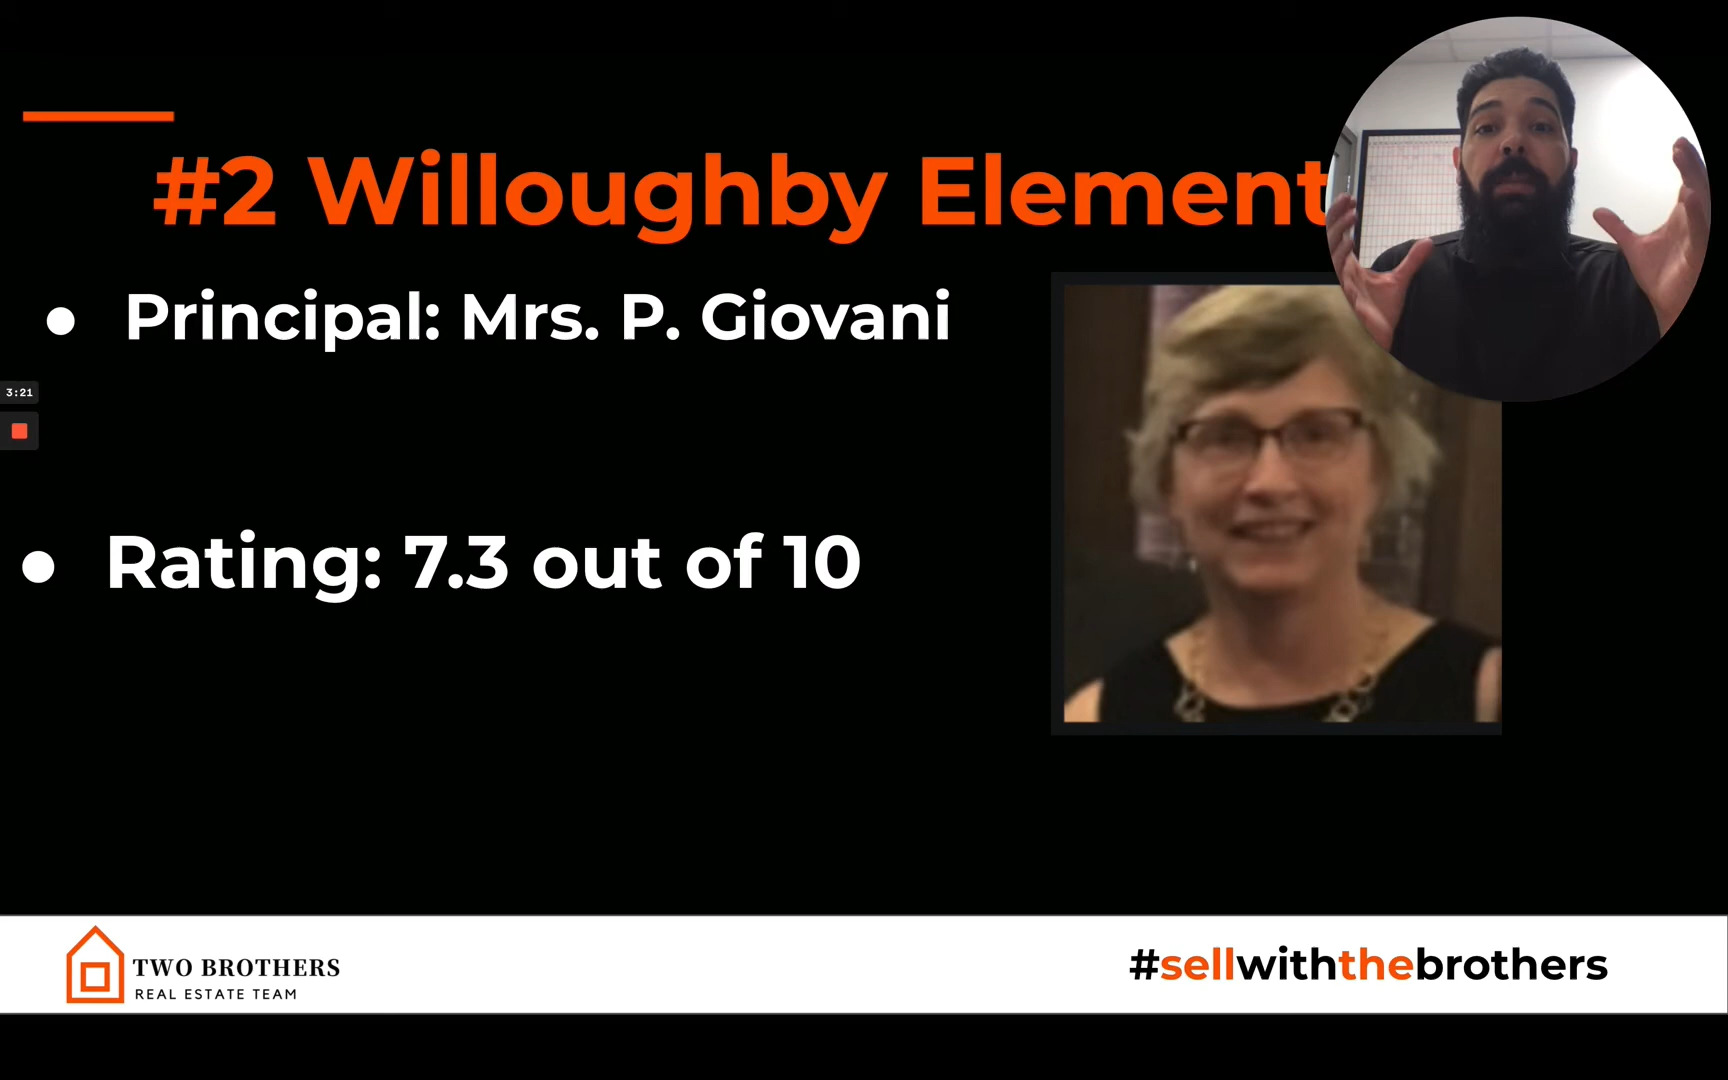 #2 Willoughby Element
● Principal: Mrs. P. Giovani
3:21
● Rating: 7.3 out of 10
TWO BROTHERS
REAL ESTATE TEAM
#sellwiththebrothers